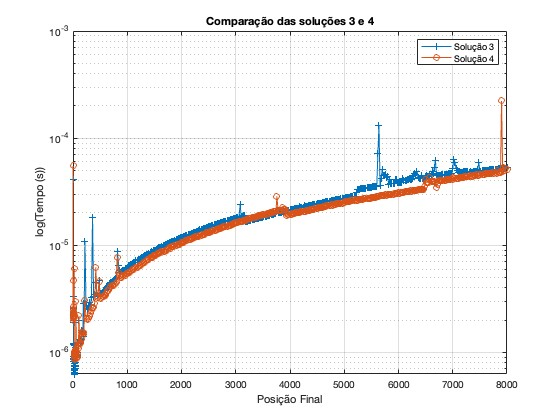 Comparação das soluções 3 e 4
10^-3
Solução 3
Solução 4
10^-4
log(Tempo (s))
10^-5
10^-6
0 1000 2000 3000 4000 5000 6000 7000 8000
Posição Final